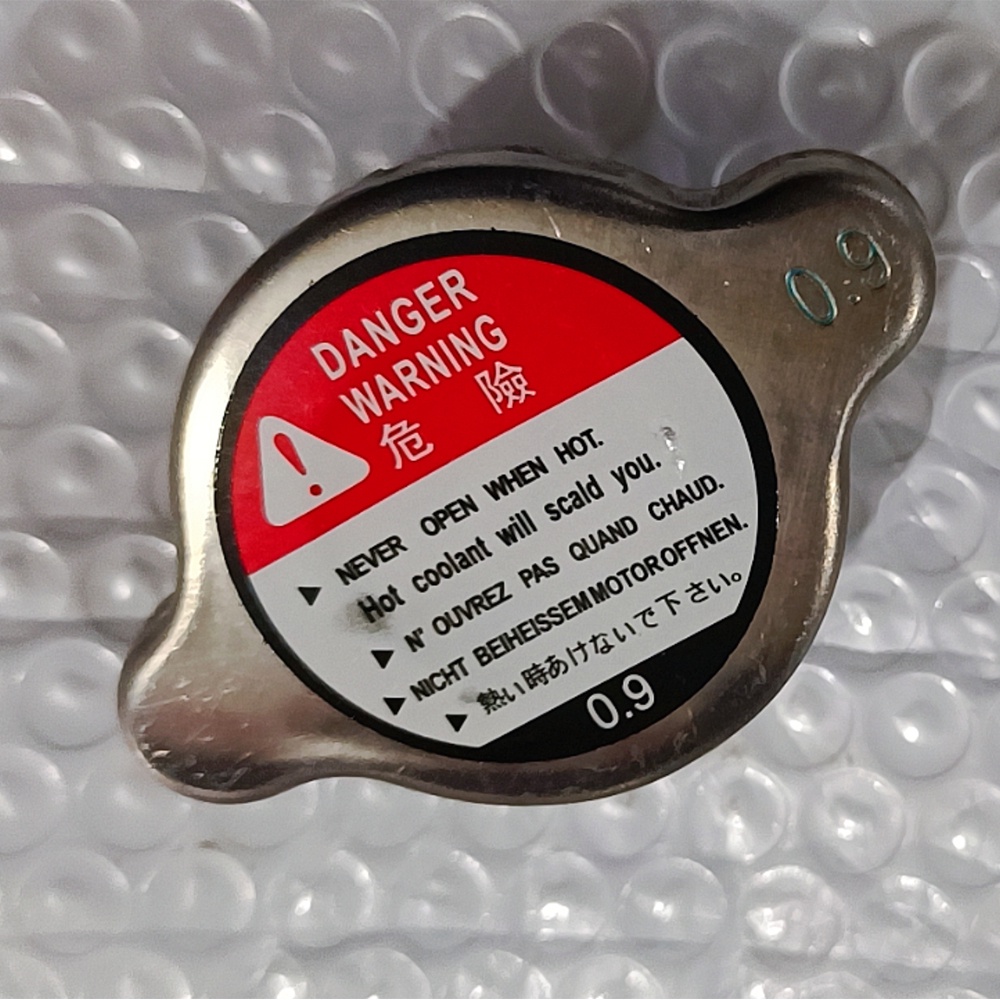 0.9
DANGER
WARNING
危 險
NEVER OPEN WHEN HOT.
Hot coolant will scald you.
N' OUVREZ PAS QUAND CHAUD.
NICHT BEIHEISSEMMOTOROFFNEN.
熱い時あけないで下さい。
0.9